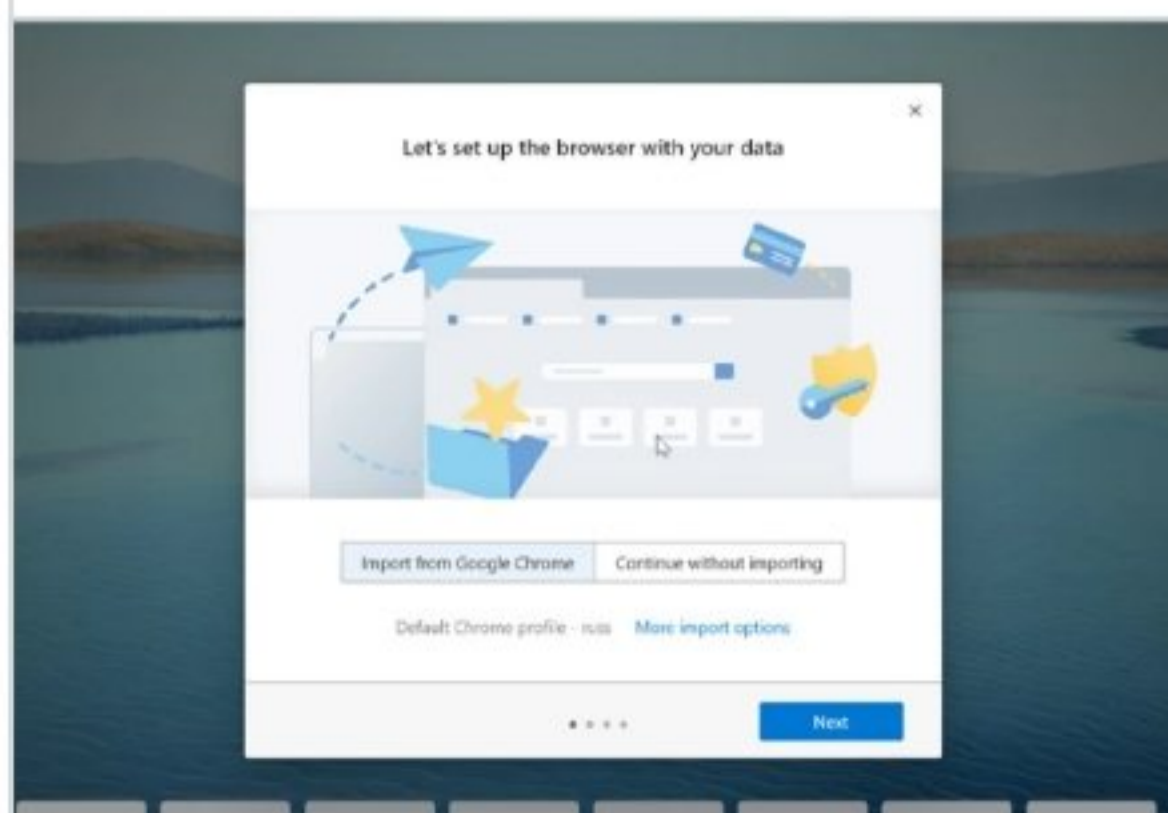 Let's set up the browser with your data
Import from Google Chrome
Continue without importing
Default Chrome profile - russ More import options
Next